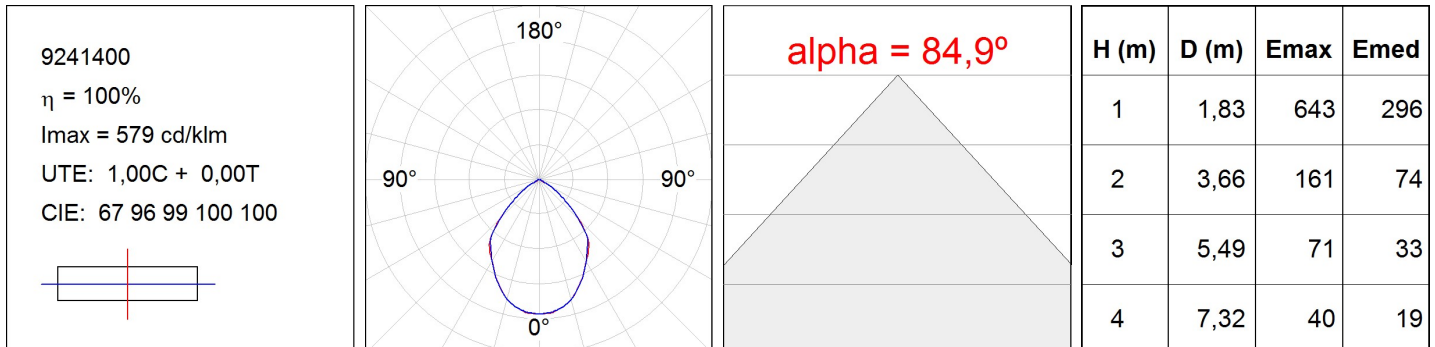 9241400
η = 100%
Imax = 579 cd/klm
UTE: 1,00C + 0,00T
CIE: 67 96 99 100 100
180°
90° 90°
0°
alpha = 84,9º
H (m) D (m) Emax Emed
1 1,83 643 296
2 3,66 161 74
3 5,49 71 33
4 7,32 40 19